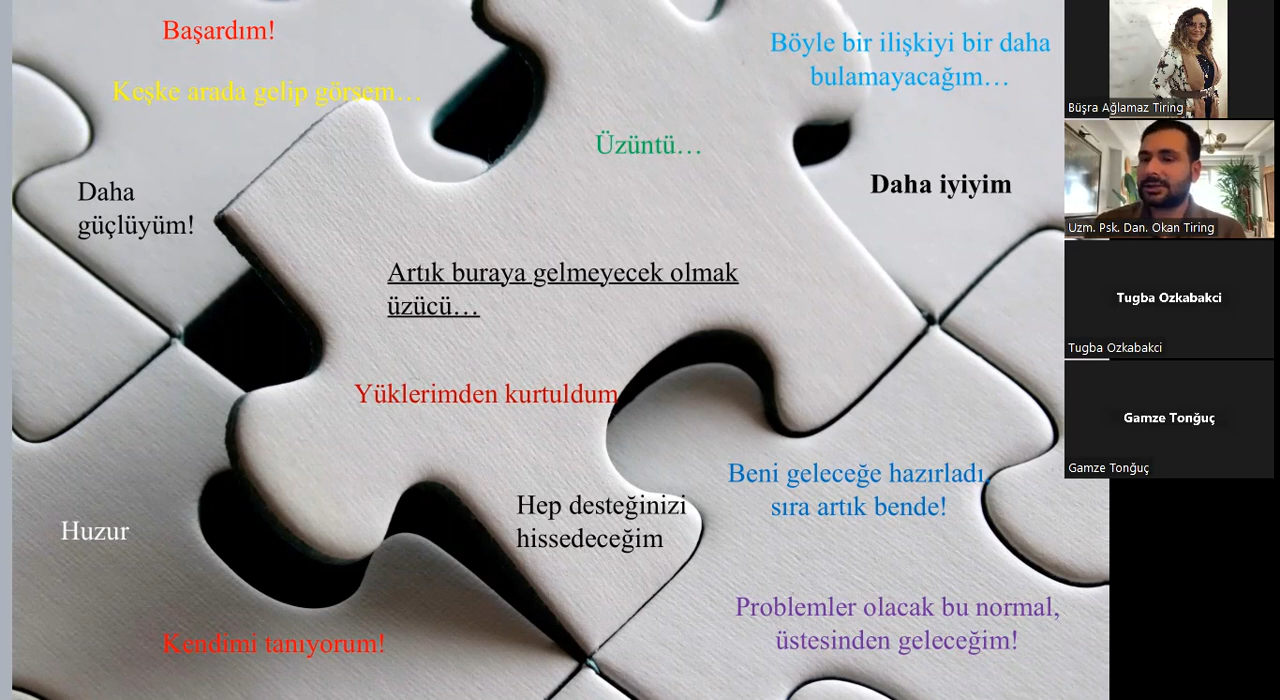 Başardım!
Keşke arada gelip görsem…
Böyle bir ilişkiyi bir daha
bulamayacağım…
Üzüntü…
Daha
güçlüyüm!
Daha iyiyim
Artık buraya gelmeyecek olmak
üzücü…
Yüklerimden kurtuldum
Beni geleceğe hazırladı,
sıra artık bende!
Hep desteğinizi
hissedeceğim
Huzur
Problemler olacak bu normal,
üstesinden geleceğim!
Kendimi tanıyorum!
Büşra Ağlamaz Tiring
Uzm. Psk. Dan. Okan Tiring
Tugba Ozkabakci
Tugba Ozkabakci
Gamze Tonğuç
Gamze Tonğuç